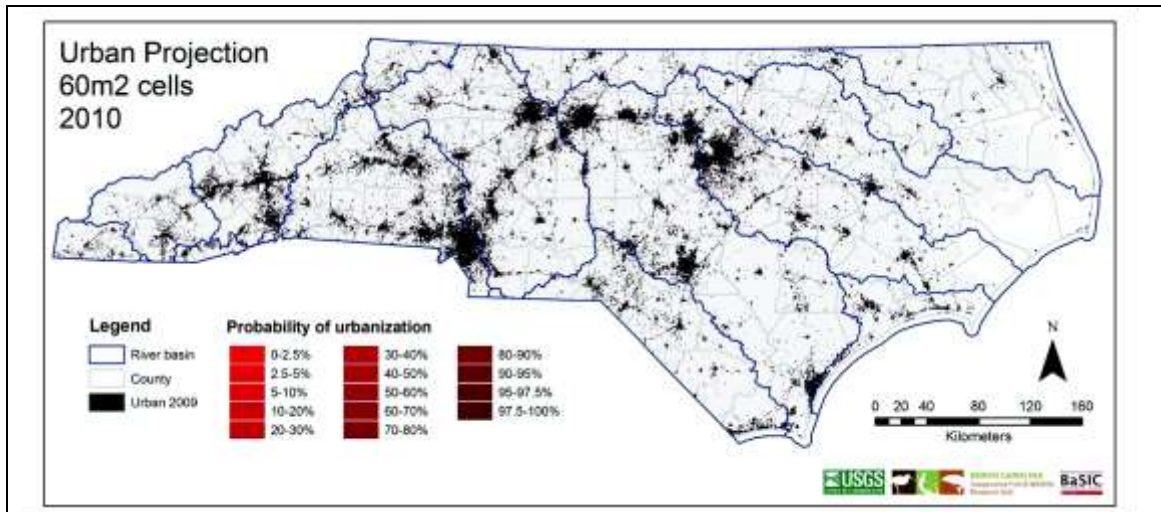 Urban Projection
60m2 cells
2010
Legend
River basin
County
Urban 2009
Probability of urbanization
0-2.5%
2.5-5%
5-10%
10-20%
20-30%
30-40%
40-50%
50-60%
60-70%
70-80%
80-90%
90-95%
95-97.5%
97.5-100%
N
0 20 40 80 120 160
Kilometers
USGS
NORTH CAROLINA
BaSIC